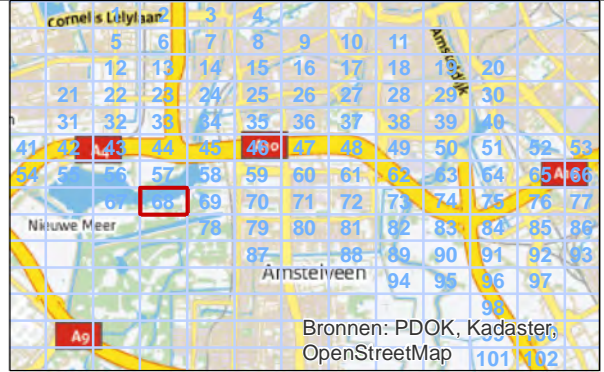 Cornelis Lelylaan 1 2 3 4
5 6 7 8 9 10 11
Amsteldijk
12 13 14 15 16 17 18 19 20
21 22 23 24 25 26 27 28 29 30
31 32 33 34 35 36 37 38 39 40
41 42 43 44 45 46 47 48 49 50 51 52 53
54 55 56 57 58 59 60 61 62 63 64 65 66
67 68 69 70 71 72 73 74 75 76 77
Nieuwe Meer 78 79 80 81 82 83 84 85 86
87 88 89 90 91 92 93
Amstelveen 94 95 96 97
98
Bronnen: PDOK, Kadaster,
A9
OpenStreetMap
101 102